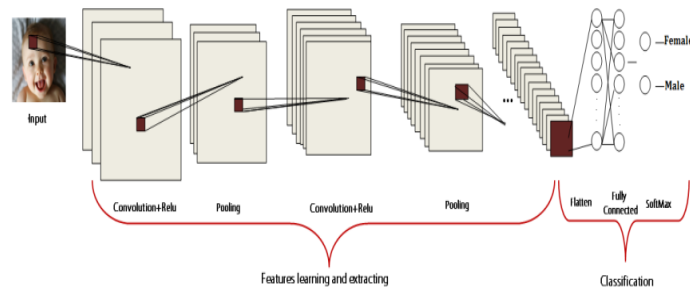 Input
Female
Male
Convolution+Relu
Pooling
Convolution+Relu
Pooling
Flatten
Fully
Connected
SoftMax
Features learning and extracting
Classification